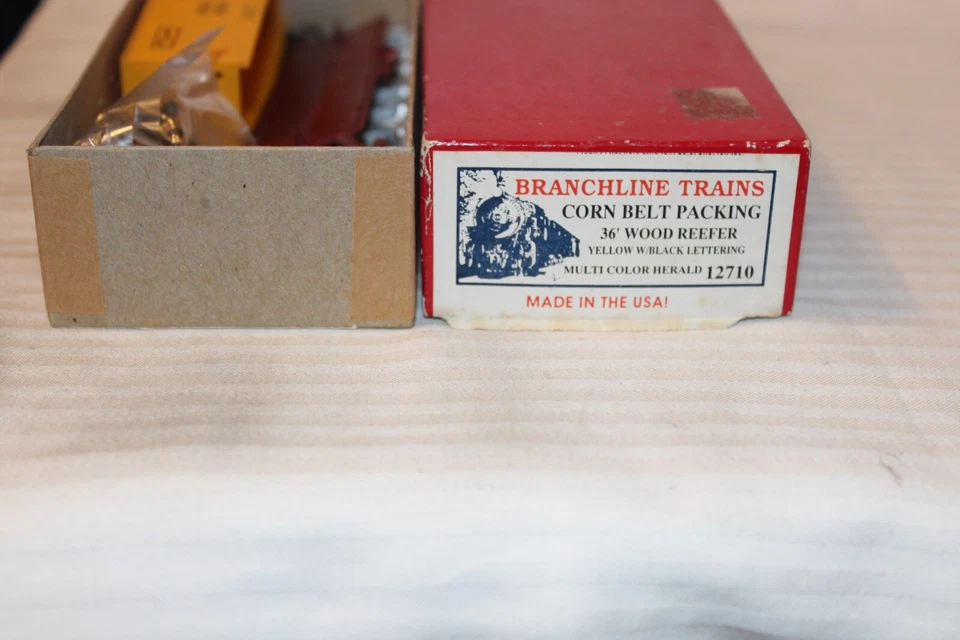 BRANCHLINE TRAINS
CORN BELT PACKING
36' WOOD REEFER
YELLOW W/BLACK LETTERING
MULTI COLOR HERALD 12710
MADE IN THE USA!